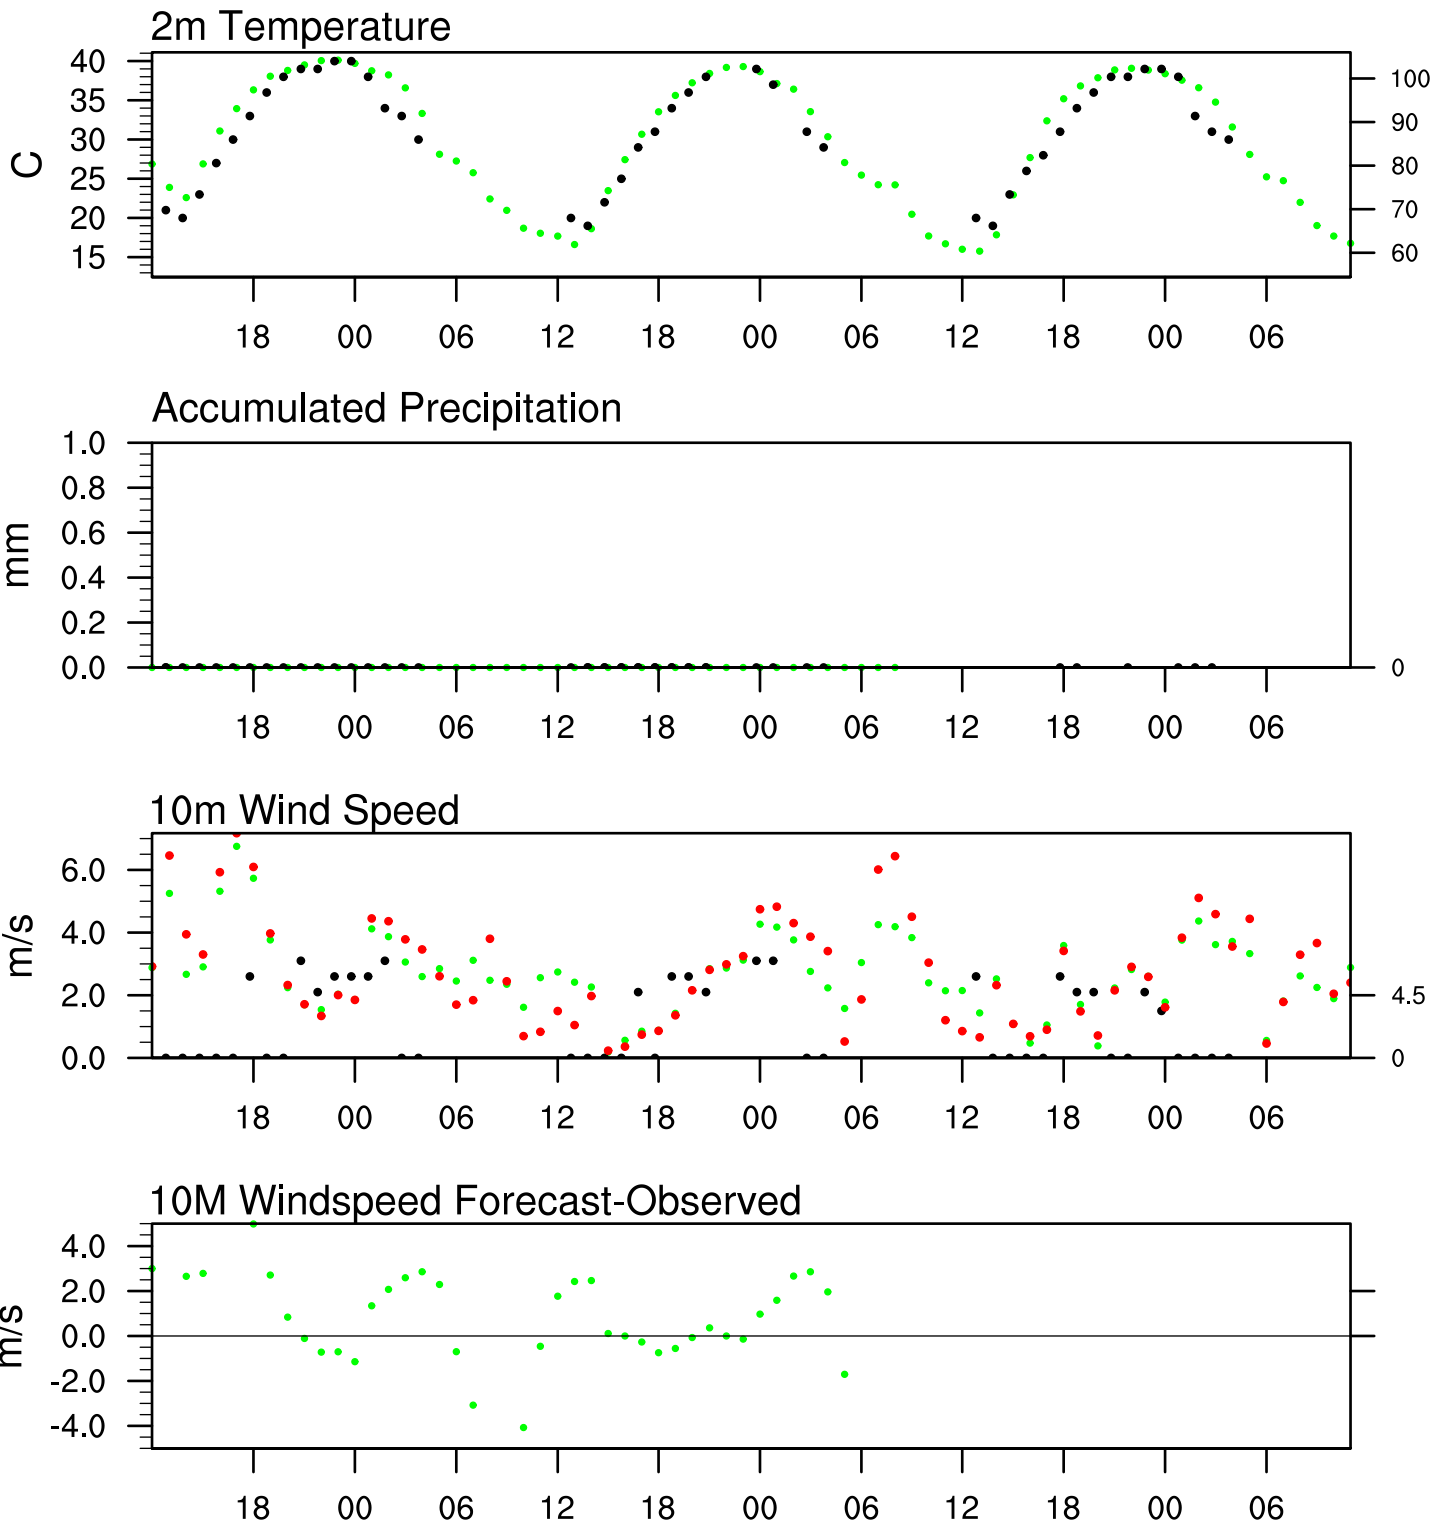 2m Temperature
C
40
35
30
25
20
15
100
90
80
70
60
18 00 06 12 18 00 06 12 18 00 06
Accumulated Precipitation
mm
1.0
0.8
0.6
0.4
0.2
0.0
0
18 00 06 12 18 00 06 12 18 00 06
10m Wind Speed
m/s
6.0
4.0
2.0
0.0
4.5
0
18 00 06 12 18 00 06 12 18 00 06
10M Windspeed Forecast-Observed
m/s
4.0
2.0
0.0
-2.0
-4.0
18 00 06 12 18 00 06 12 18 00 06